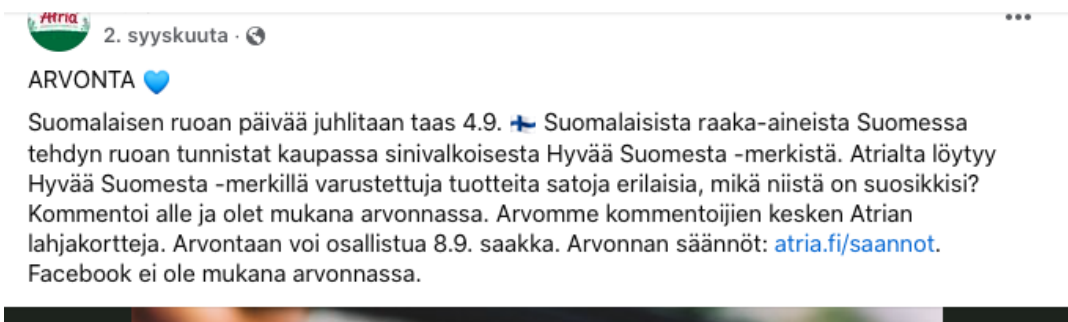 Atria
2. syyskuuta ·
ARVONTA 💙
Suomalaisen ruoan päivää juhlitaan taas 4.9. 🇫🇮 Suomalaisista raaka-aineista Suomessa
tehdyn ruoan tunnistat kaupassa sinivalkoisesta Hyvää Suomesta -merkistä. Atrialta löytyy
Hyvää Suomesta -merkillä varustettuja tuotteita satoja erilaisia, mikä niistä on suosikkisi?
Kommentoi alle ja olet mukana arvonnassa. Arvomme kommentoijien kesken Atrian
lahjakortteja. Arvontaan voi osallistua 8.9. saakka. Arvonnan säännöt: atria.fi/saannot.
Facebook ei ole mukana arvonnassa.